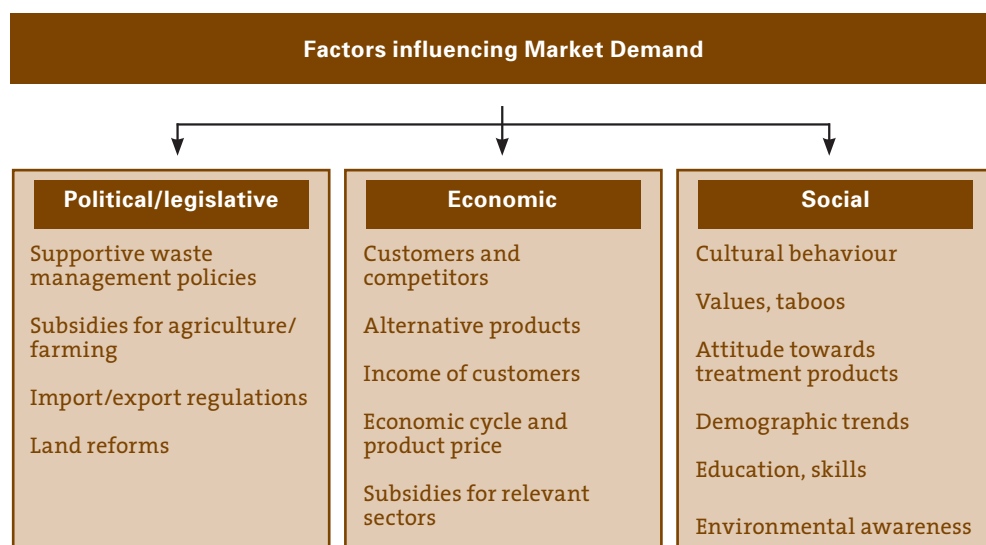 Factors influencing Market Demand
Political/legislative
Supportive waste
management policies
Subsidies for agriculture/
farming
Import/export regulations
Land reforms
Economic
Customers and
competitors
Alternative products
Income of customers
Economic cycle and
product price
Subsidies for relevant
sectors
Social
Cultural behaviour
Values, taboos
Attitude towards
treatment products
Demographic trends
Education, skills
Environmental awareness